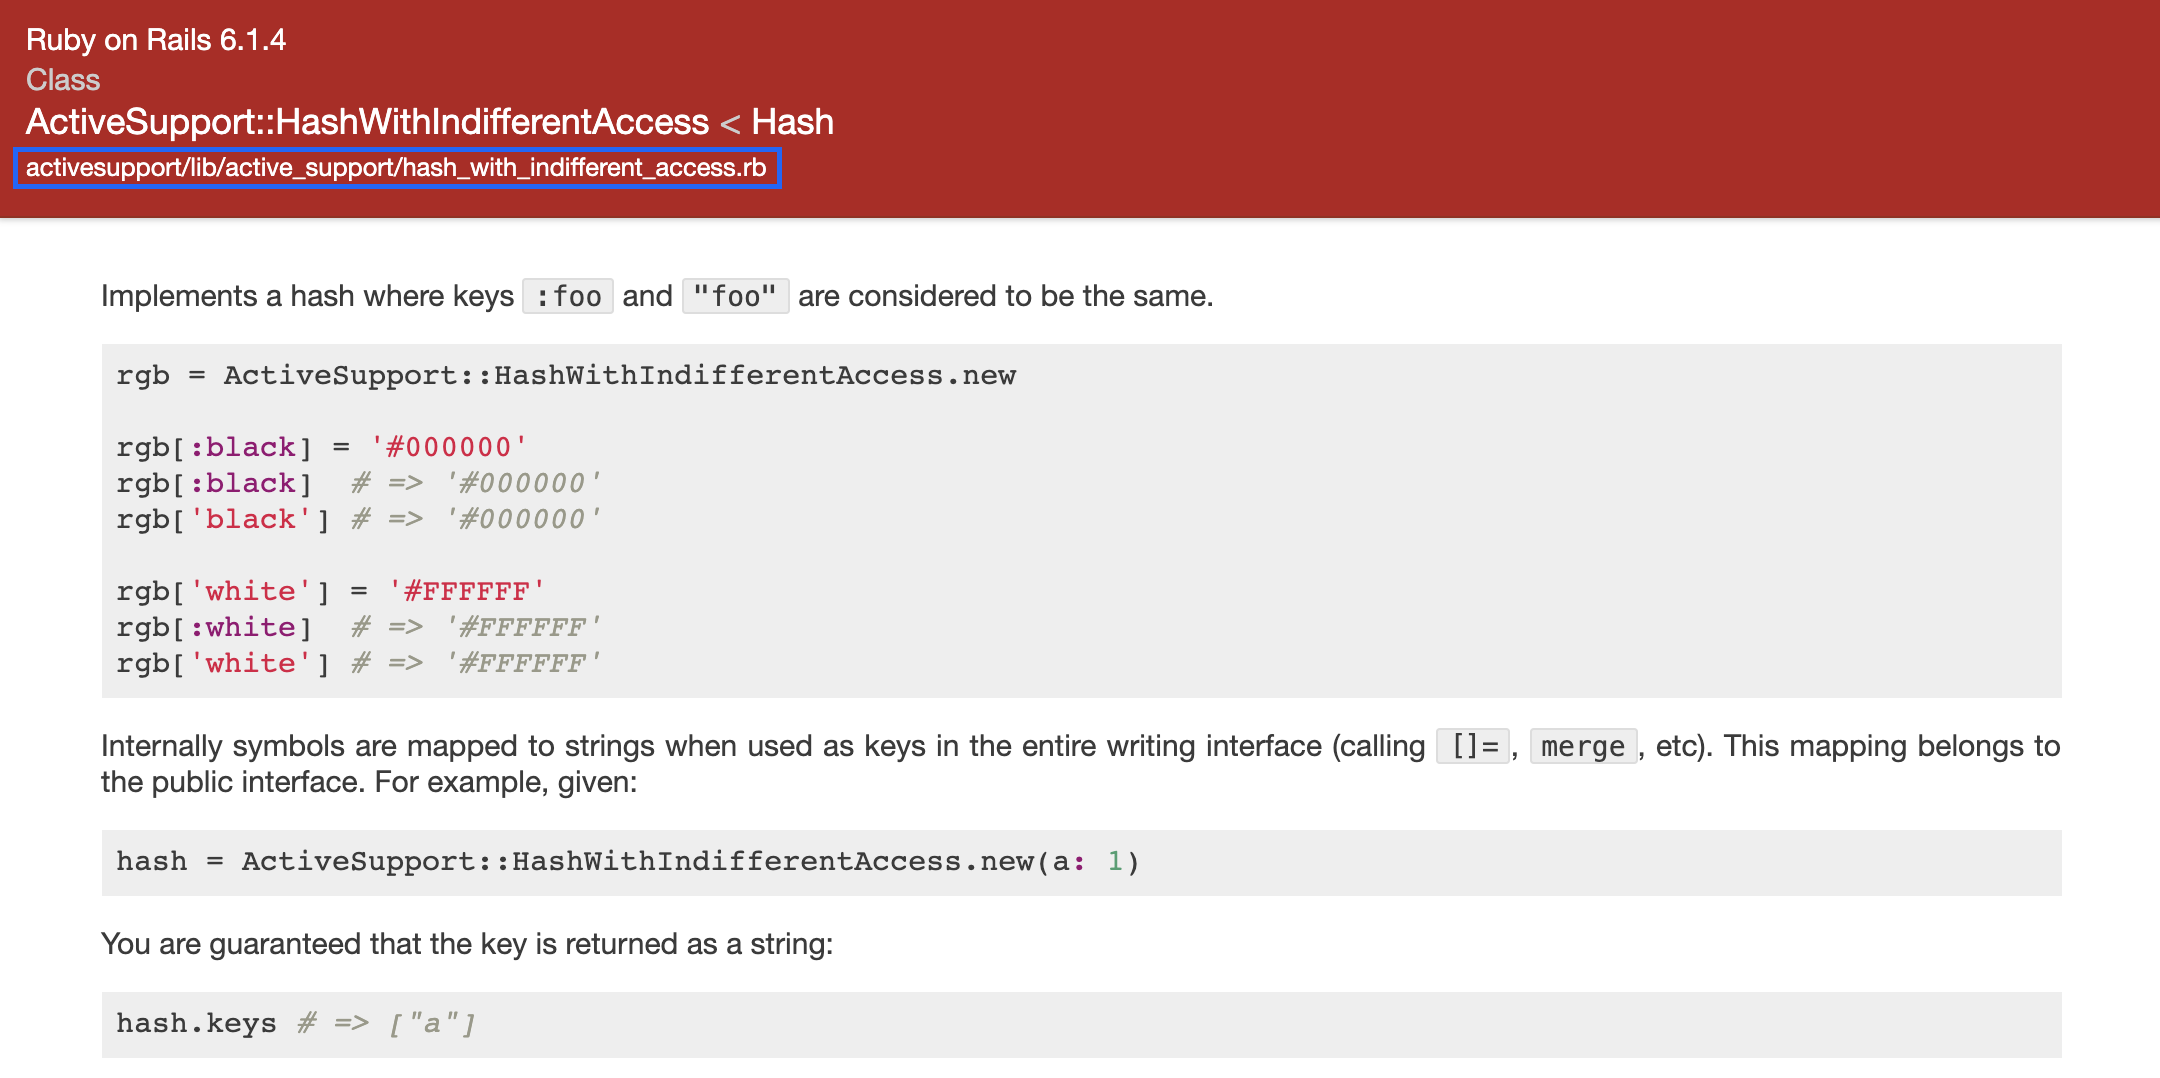 Ruby on Rails 6.1.4
Class
ActiveSupport::HashWithIndifferentAccess < Hash
activesupport/lib/active_support/hash_with_indifferent_access.rb
Implements a hash where keys :foo and "foo" are considered to be the same.
rgb = ActiveSupport::HashWithIndifferentAccess.new
rgb[:black] = '#000000'
rgb[:black]  # => '#000000'
rgb['black'] # => '#000000'
rgb['white'] = '#FFFFFF'
rgb[:white]  # => '#FFFFFF'
rgb['white'] # => '#FFFFFF'
Internally symbols are mapped to strings when used as keys in the entire writing interface (calling []=, merge, etc). This mapping belongs to
the public interface. For example, given:
hash = ActiveSupport::HashWithIndifferentAccess.new(a: 1)
You are guaranteed that the key is returned as a string:
hash.keys # => ["a"]